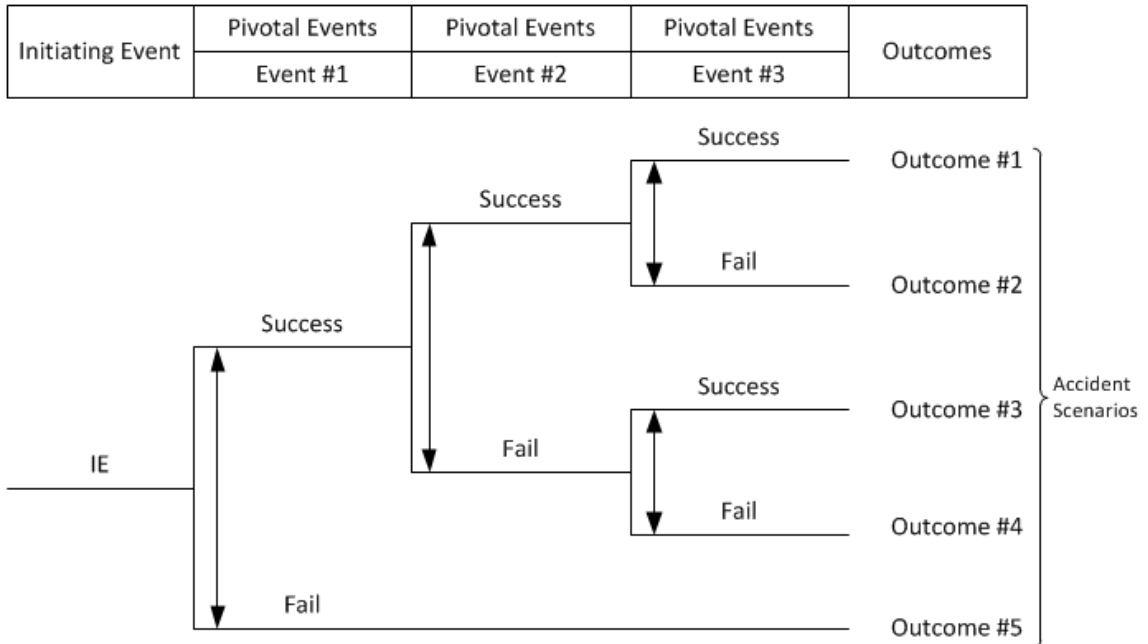 Initiating Event
Pivotal Events
Pivotal Events
Pivotal Events
Outcomes
Event #1
Event #2
Event #3
Success
Outcome #1
Success
Fail
Outcome #2
Success
Success
Outcome #3
Accident
Scenarios
IE
Fail
Fail
Outcome #4
Fail
Outcome #5